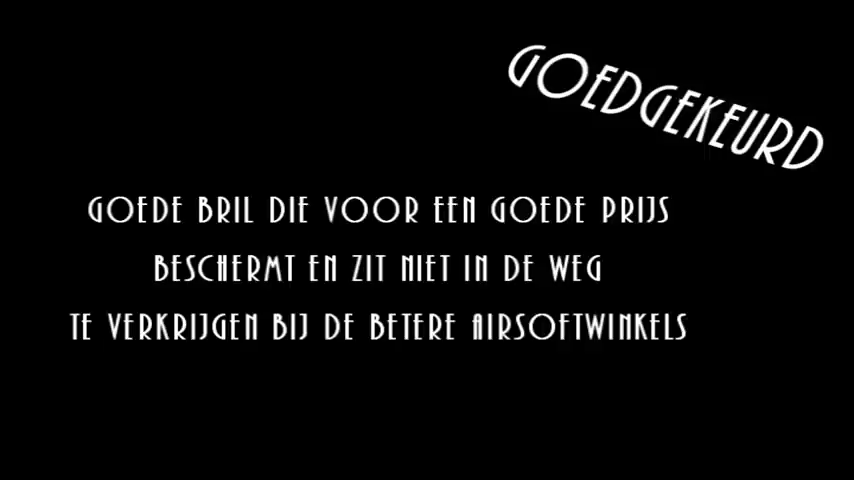 GOEDGEKEURD
GOEDE BRIL DIE VOOR EEN GOEDE PRIJS
BESCHERMT EN ZIT NIET IN DE WEG
TE VERKRIJGEN BIJ DE BETERE AIRSOFTWINKELS